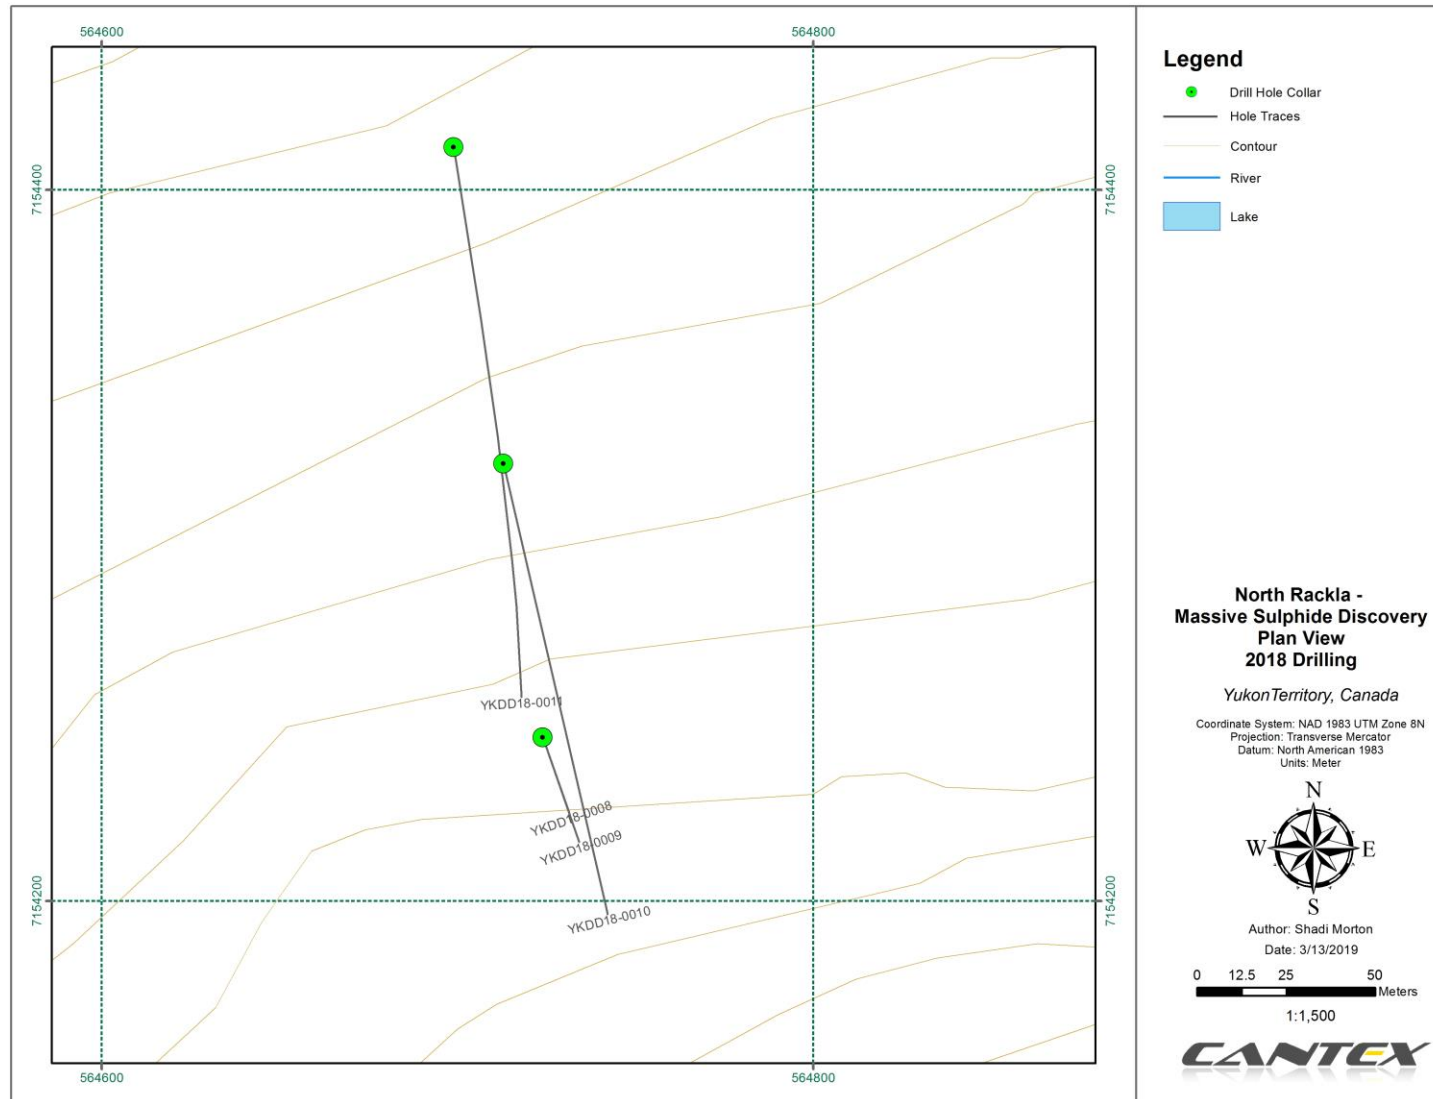 564600
564800
7154400
7154400
YKDD18-0011
YKDD18-0008
YKDD18-0009
YKDD18-0010
7154200
7154200
564600
564800
Legend
Drill Hole Collar
Hole Traces
Contour
River
Lake
North Rackla -
Massive Sulphide Discovery
Plan View
2018 Drilling
YukonTerritory, Canada
Coordinate System: NAD 1983 UTM Zone 8N
Projection: Transverse Mercator
Datum: North American 1983
Units: Meter
N
W E
S
Author: Shadi Morton
Date: 3/13/2019
0 12.5 25 50
Meters
1:1,500
CANTEX